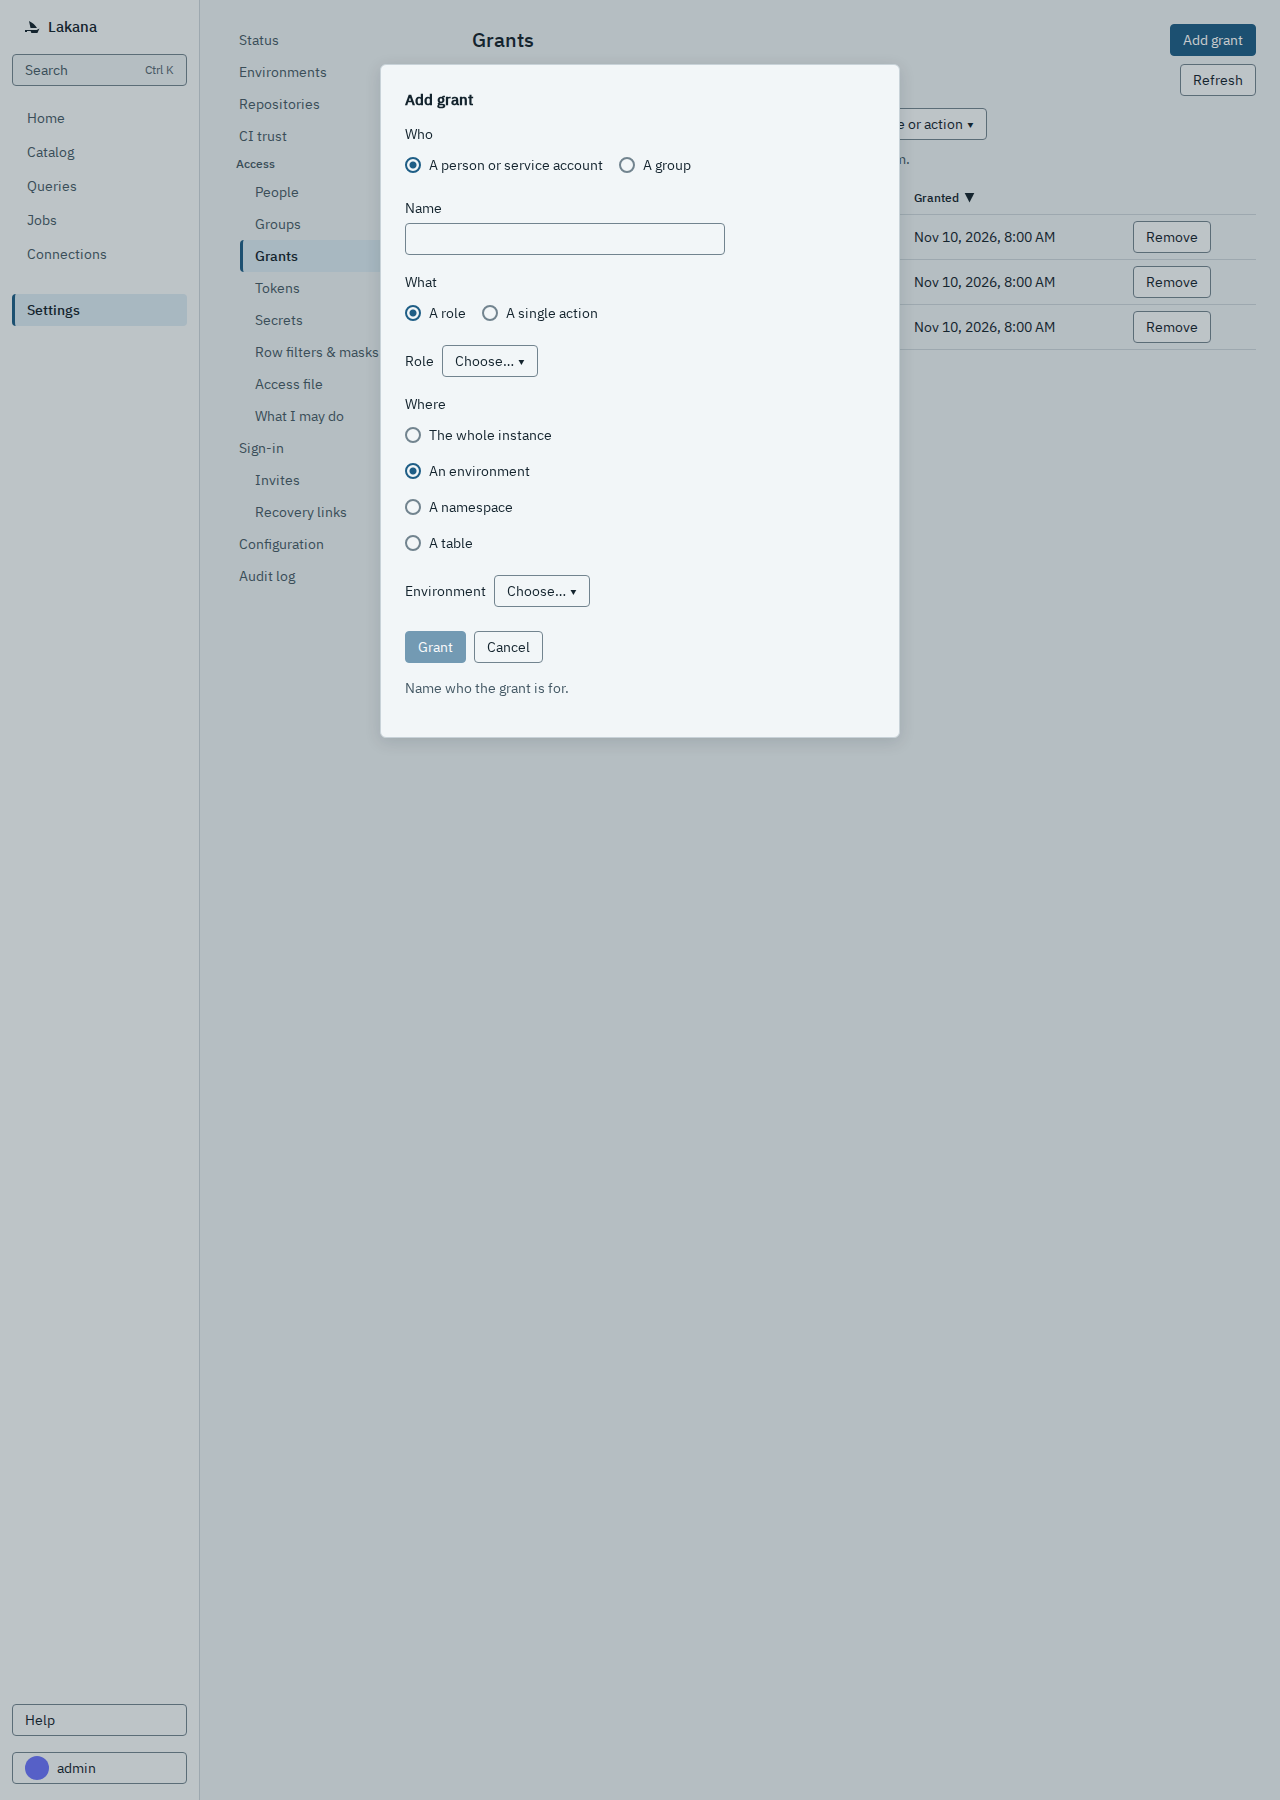 Lakana
Search Ctrl K
Home
Catalog
Queries
Jobs
Connections
Settings
Help
admin
Status
Environments
Repositories
CI trust
Access
People
Groups
Grants
Tokens
Secrets
Row filters & masks
Access file
What I may do
Sign-in
Invites
Recovery links
Configuration
Audit log
Grants
Add grant
Refresh
e or action ▾
m.
Granted ▼
Nov 10, 2026, 8:00 AM Remove
Nov 10, 2026, 8:00 AM Remove
Nov 10, 2026, 8:00 AM Remove
Add grant
Who
A person or service account A group
Name
What
A role A single action
Role Choose... ▾
Where
The whole instance
An environment
A namespace
A table
Environment Choose... ▾
Grant Cancel
Name who the grant is for.